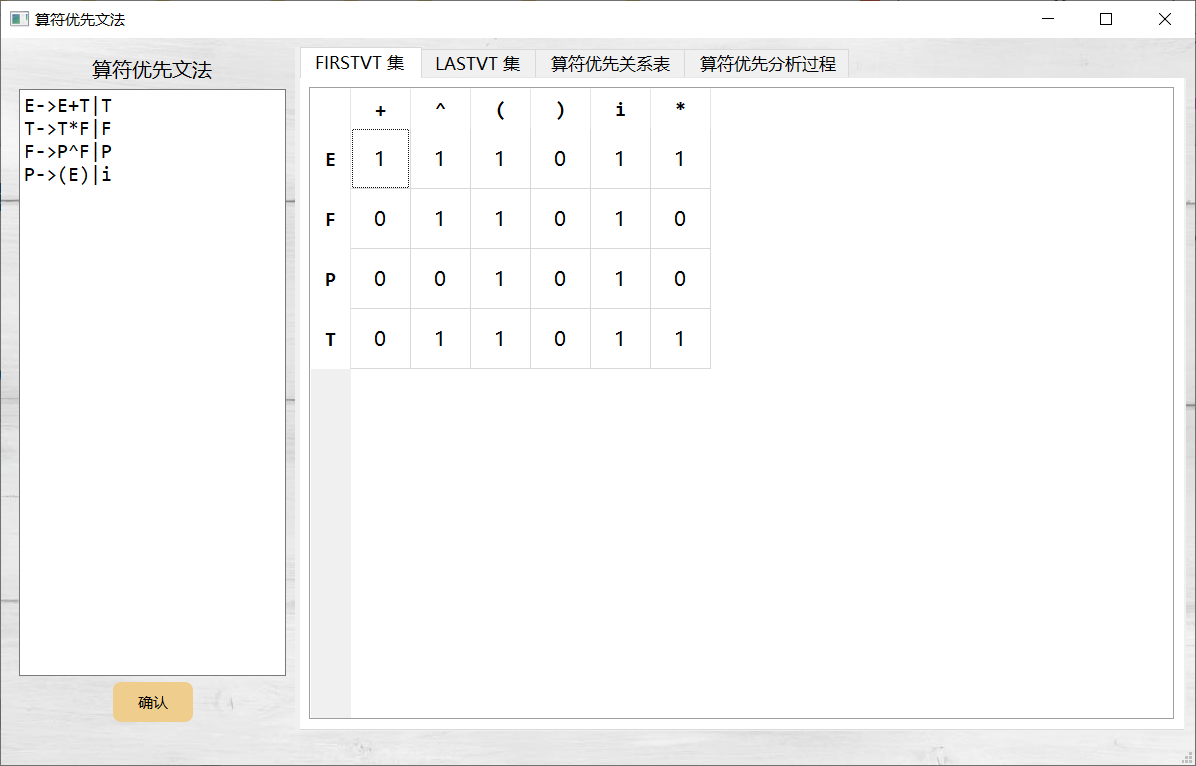 算符优先文法
算符优先文法
E->E+T|T
T->T*F|F
F->P^F|P
P->(E)|i
确认
FIRSTVT 集 LASTVT 集 算符优先关系表 算符优先分析过程
+ ^ ( ) i *
E 1 1 1 0 1 1
F 0 1 1 0 1 0
P 0 0 1 0 1 0
T 0 1 1 0 1 1